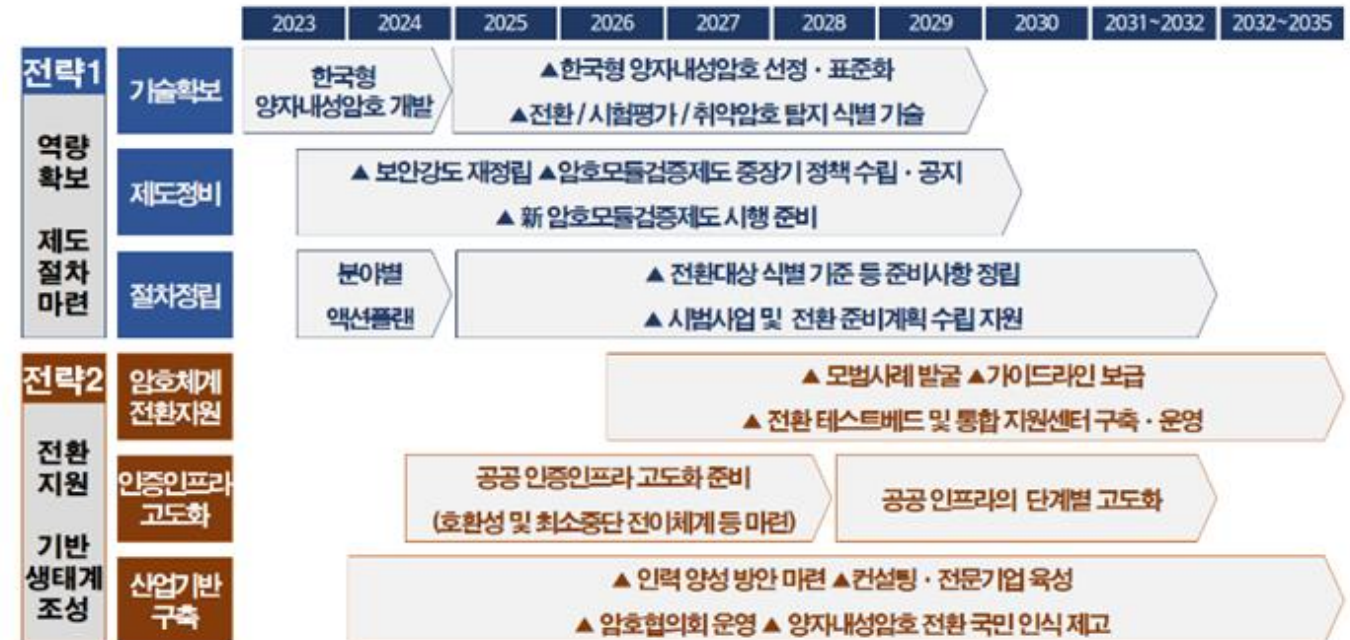 2023 2024 2025 2026 2027 2028 2029 2030 2031~2032 2032~2035
전략1
역량
확보
제도
절차
마련
기술확보
한국형
양자내성암호 개발
▲한국형 양자내성암호 선정 · 표준화
▲전환 / 시험평가 / 취약암호 탐지 식별 기술
제도정비
▲ 보안강도 재정립 ▲암호모듈검증제도 중장기 정책 수립 · 공지
▲ 新 암호모듈검증제도 시행 준비
절차정립
분야별
액션플랜
▲ 전환대상 식별 기준 등 준비사항 정립
▲ 시범사업 및 전환 준비계획 수립 지원
전략2
전환
지원
기반
생태계
조성
암호체계
전환지원
▲ 모범사례 발굴 ▲가이드라인 보급
▲ 전환 테스트베드 및 통합 지원센터 구축 · 운영
인증인프라
고도화
공공 인증인프라 고도화 준비
(호환성 및 최소중단 전이체계 등 마련)
공공 인프라의 단계별 고도화
산업기반
구축
▲ 인력 양성 방안 마련 ▲컨설팅 · 전문기업 육성
▲ 암호협의회 운영 ▲ 양자내성암호 전환 국민 인식 제고